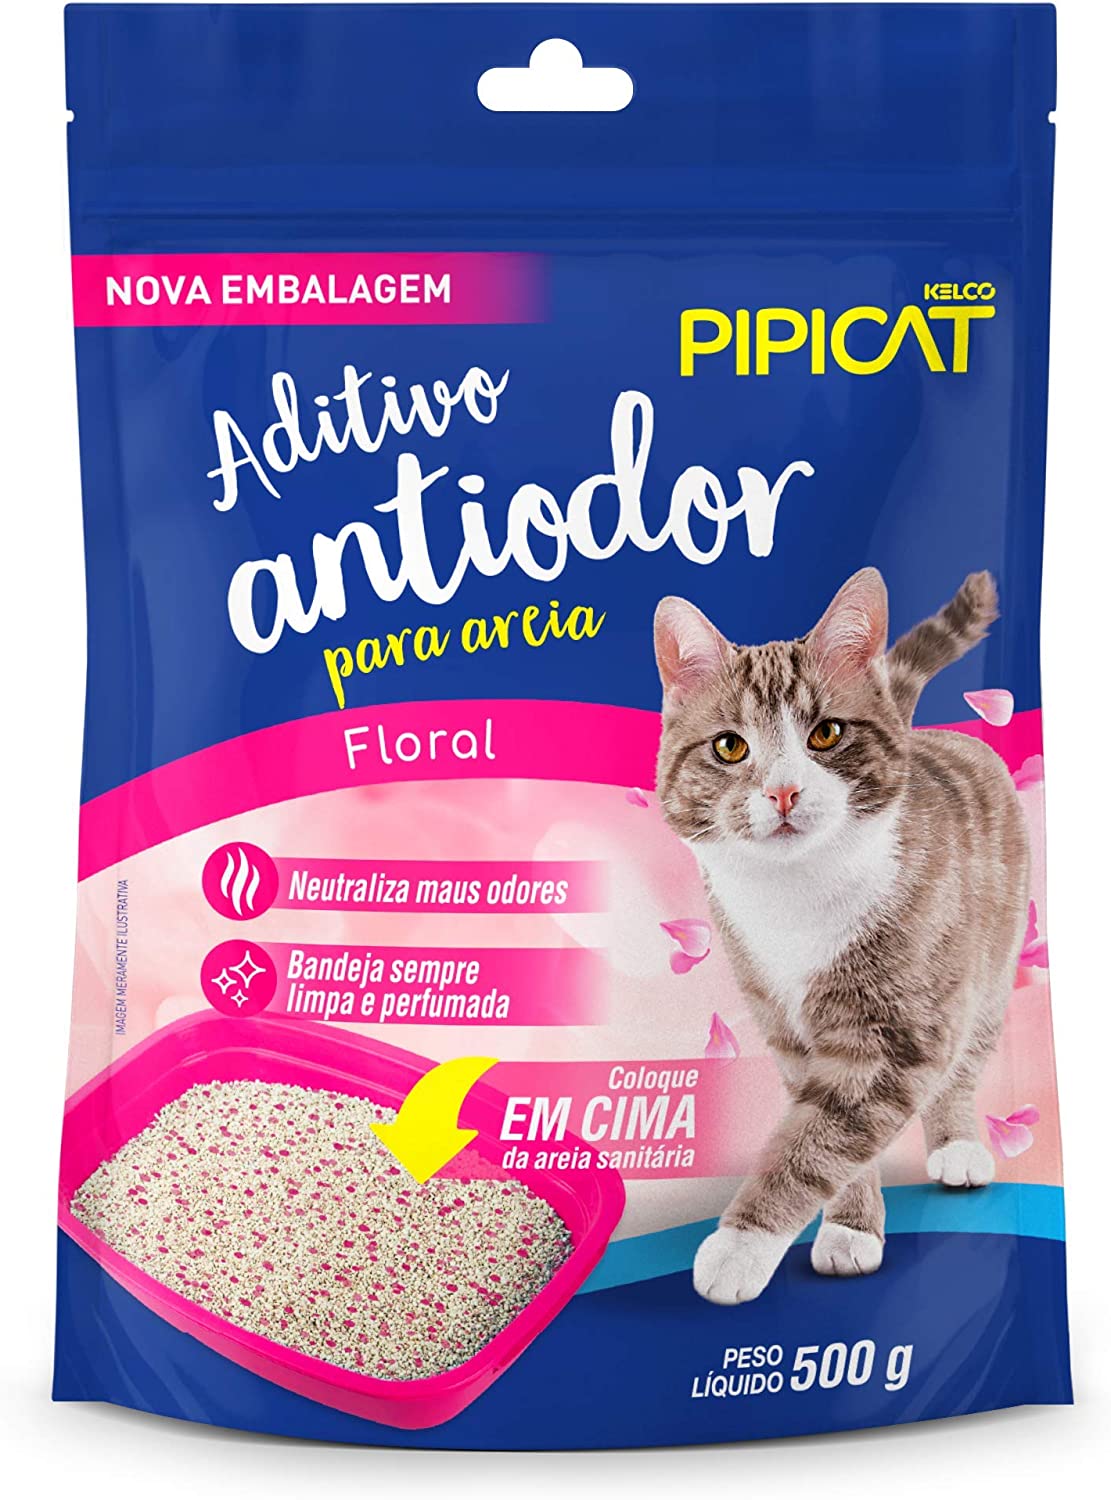 NOVA EMBALAGEM
KELCO
PIPICAT
Aditivo
antiodor
para areia
Floral
Neutraliza maus odores
Bandeja sempre
limpa e perfumada
IMAGEM MERAMENTE ILUSTRATIVA
Coloque
EM CIMA
da areia sanitária
PESO
LÍQUIDO 500 g